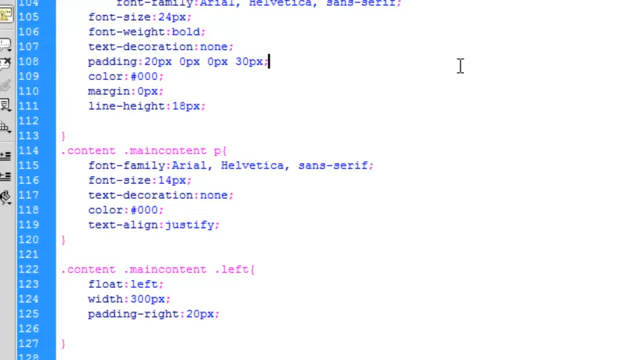 104 font-family:Arial, Helvetica, sans-serif;
105 font-size:24px;
106 font-weight:bold;
107 text-decoration:none;
108 padding:20px 0px 0px 30px;
109 color:#000;
110 margin:0px;
111 line-height:18px;
112
113 }
114 .content .maincontent p{
115 font-family:Arial, Helvetica, sans-serif;
116 font-size:14px;
117 text-decoration:none;
118 color:#000;
119 text-align:justify;
120 }
121
122 .content .maincontent .left{
123 float:left;
124 width:300px;
125 padding-right:20px;
126
127 }
128